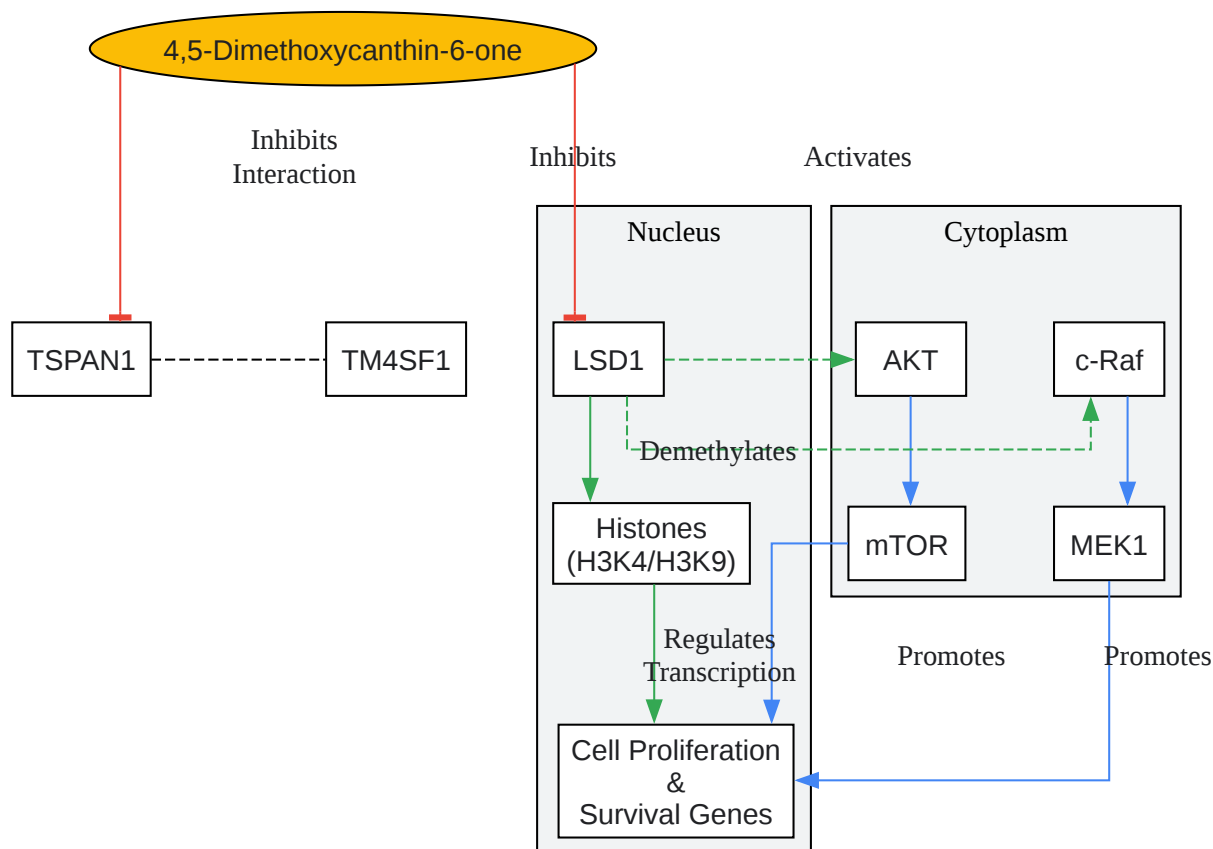 4,5-Dimethoxycanthin-6-one
Inhibits
Interaction
Inhibits
Activates
Nucleus
Cytoplasm
TSPAN1
TM4SF1
LSD1
AKT
c-Raf
Demethylates
Histones
(H3K4/H3K9)
mTOR
MEK1
Regulates
Transcription
Promotes
Promotes
Cell Proliferation
&
Survival Genes